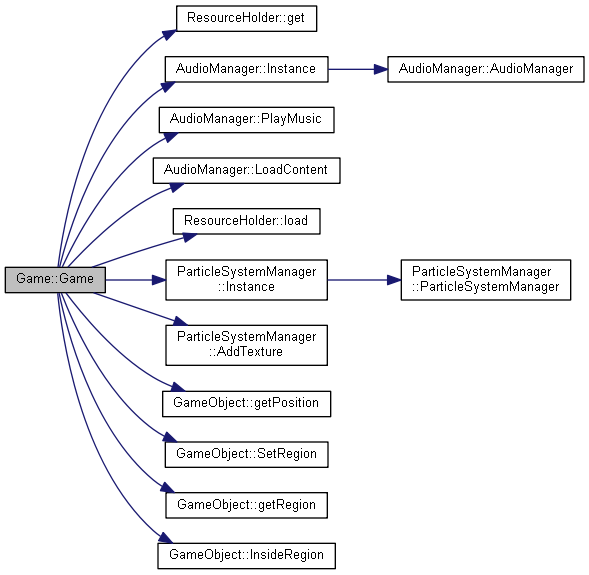 ResourceHolder::get
AudioManager::Instance
AudioManager::AudioManager
AudioManager::PlayMusic
AudioManager::LoadContent
ResourceHolder::load
Game::Game
ParticleSystemManager
::Instance
ParticleSystemManager
::ParticleSystemManager
ParticleSystemManager
::AddTexture
GameObject::getPosition
GameObject::SetRegion
GameObject::getRegion
GameObject::InsideRegion